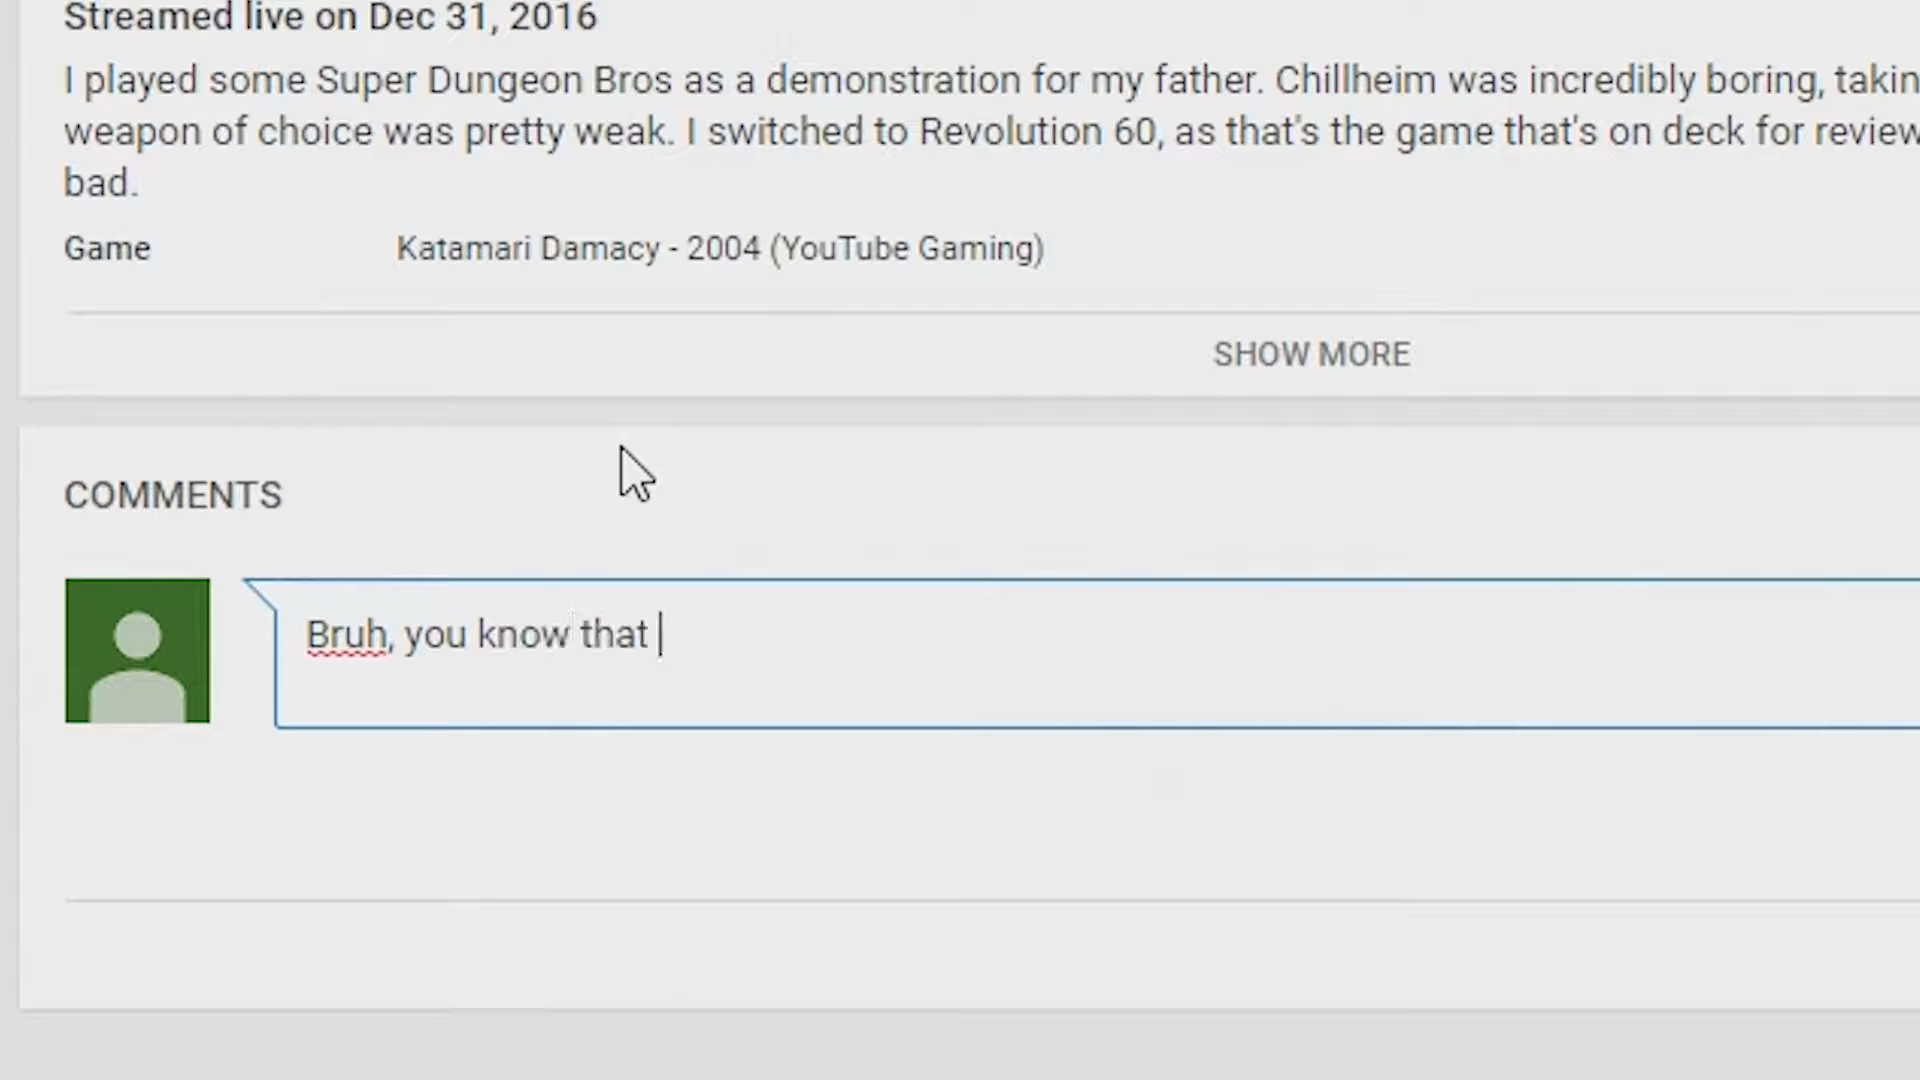 Streamed live on Dec 31, 2016
I played some Super Dungeon Bros as a demonstration for my father. Chillheim was incredibly boring, takin
weapon of choice was pretty weak. I switched to Revolution 60, as that's the game that's on deck for review
bad.
Game Katamari Damacy - 2004 (YouTube Gaming)
SHOW MORE
COMMENTS
Bruh, you know that